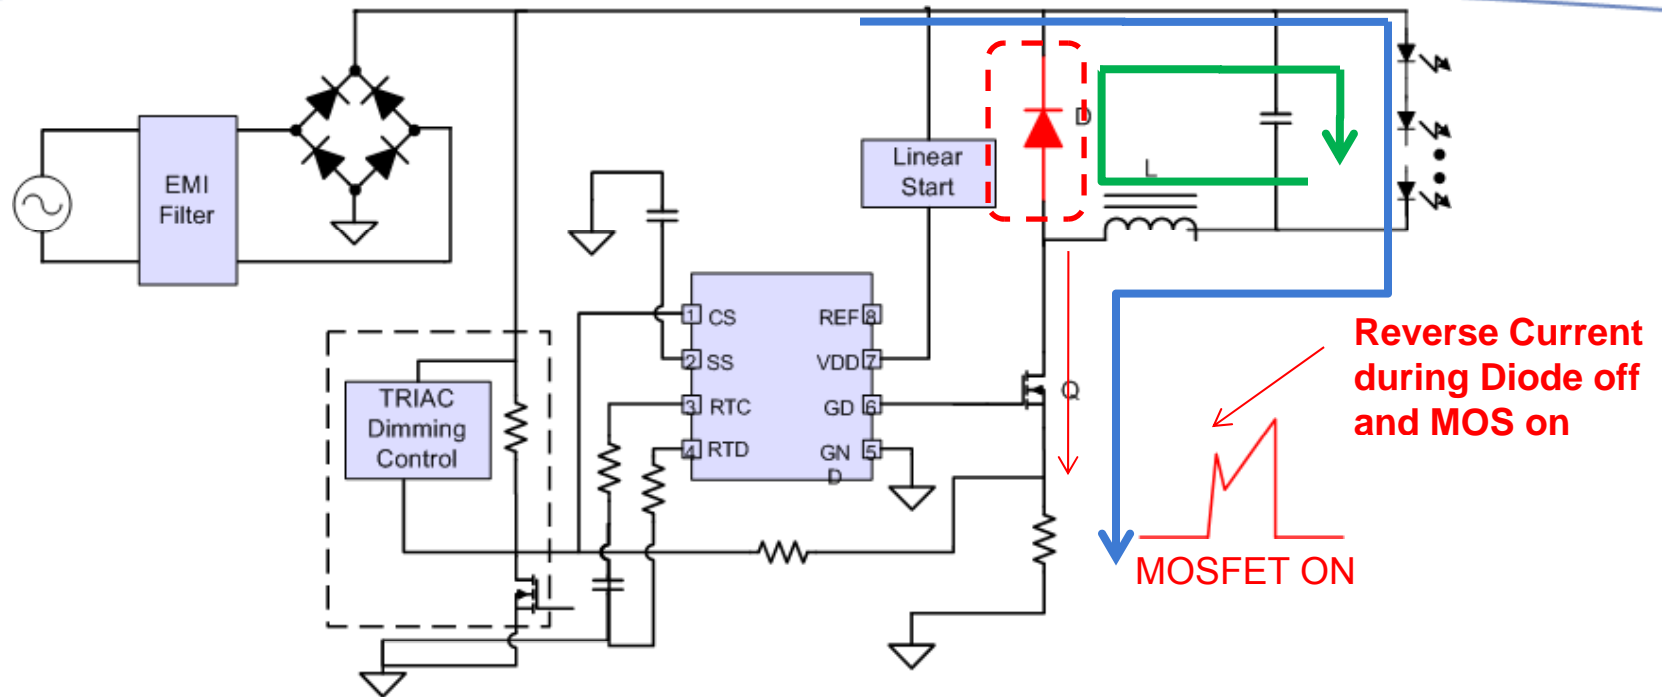 EMI
Filter
Linear
Start
D
L
1 CS
2 SS
3 RTC
4 RTD
REF 8
VDD 7
GD 6
GN 5
D
Q
TRIAC
Dimming
Control
Reverse Current
during Diode off
and MOS on
MOSFET ON